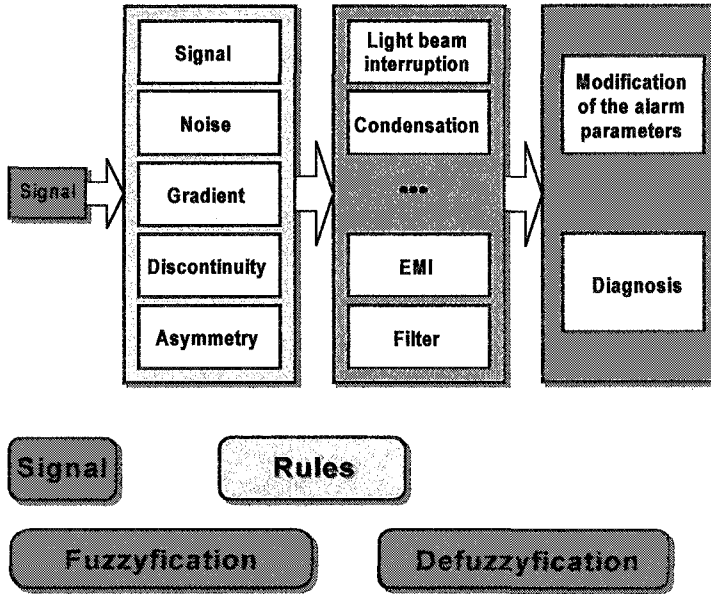 Signal
Signal
Noise
Gradient
Discontinuity
Asymmetry
Light beam
interruption
Condensation
•••
EMI
Filter
Modification
of the alarm
parameters
Diagnosis
Signal
Rules
Fuzzyfication
Defuzzyfication